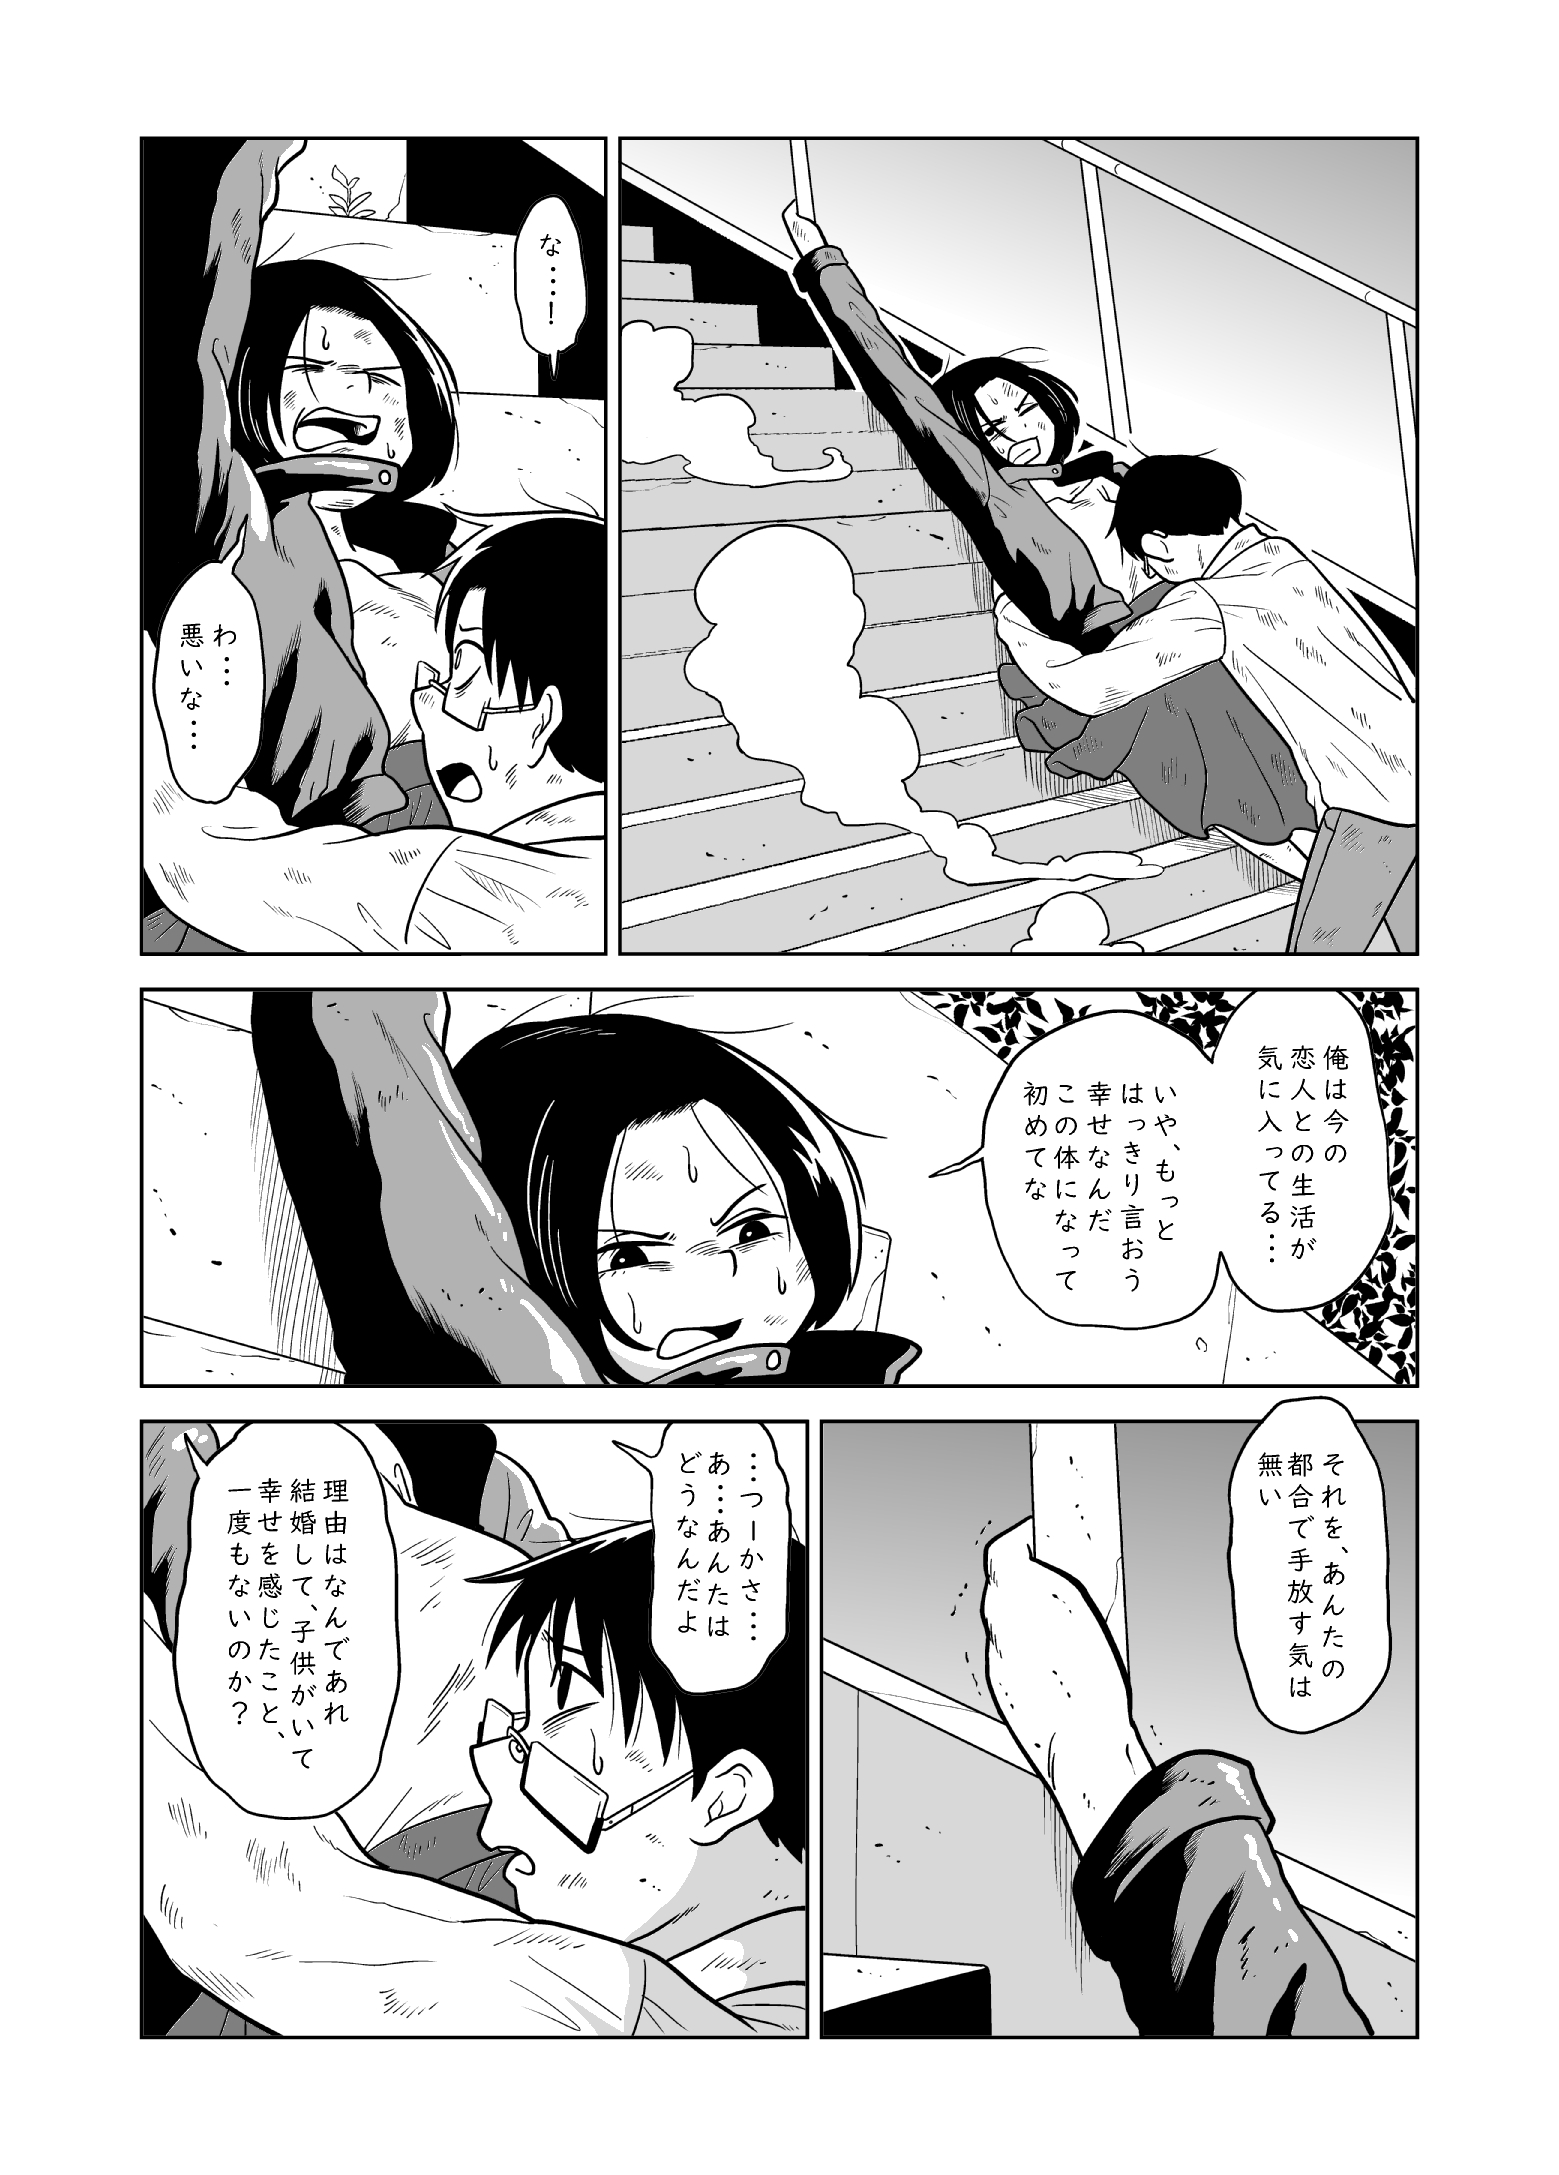 な…！
わ…
悪いな…
俺は今の
恋人との生活が
気に入ってる…
いや、もっと
はっきり言おう
幸せなんだ
この体になって
初めてな
それを、あんたの
都合で手放す気は
無い
…つーかさ…
あ…あんたは
どうなんだよ
理由はなんであれ
結婚して、子供がいて
幸せを感じたこと、
一度もないのか？